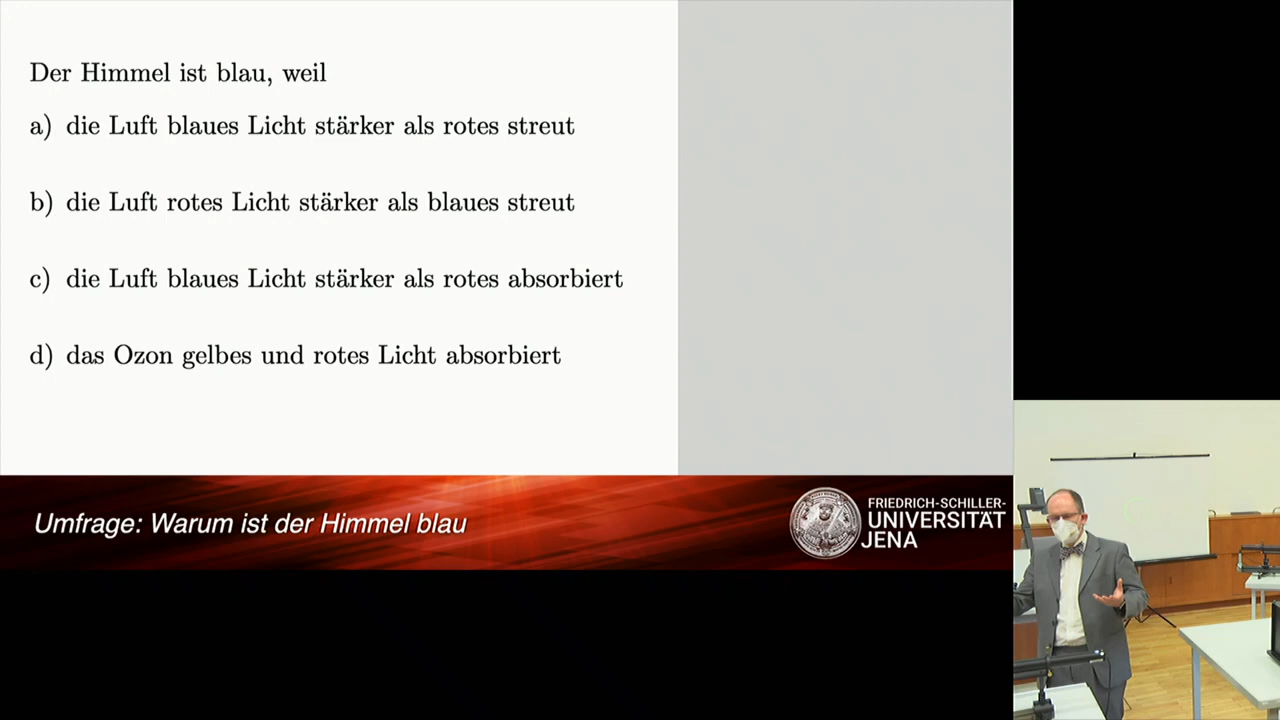 Der Himmel ist blau, weil
a) die Luft blaues Licht stärker als rotes streut
b) die Luft rotes Licht stärker als blaues streut
c) die Luft blaues Licht stärker als rotes absorbiert
d) das Ozon gelbes und rotes Licht absorbiert
Umfrage: Warum ist der Himmel blau
FRIEDRICH-SCHILLER-
UNIVERSITÄT
JENA